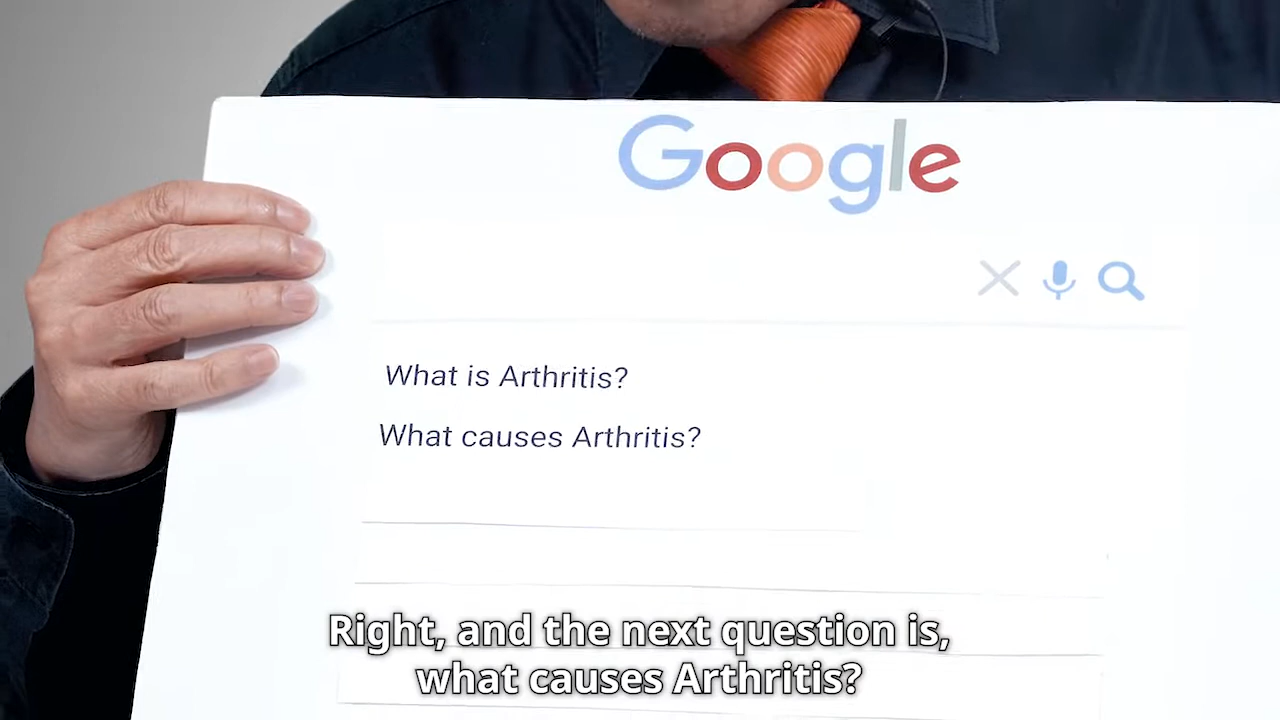 Google
What is Arthritis?
What causes Arthritis?
Right, and the next question is,
what causes Arthritis?